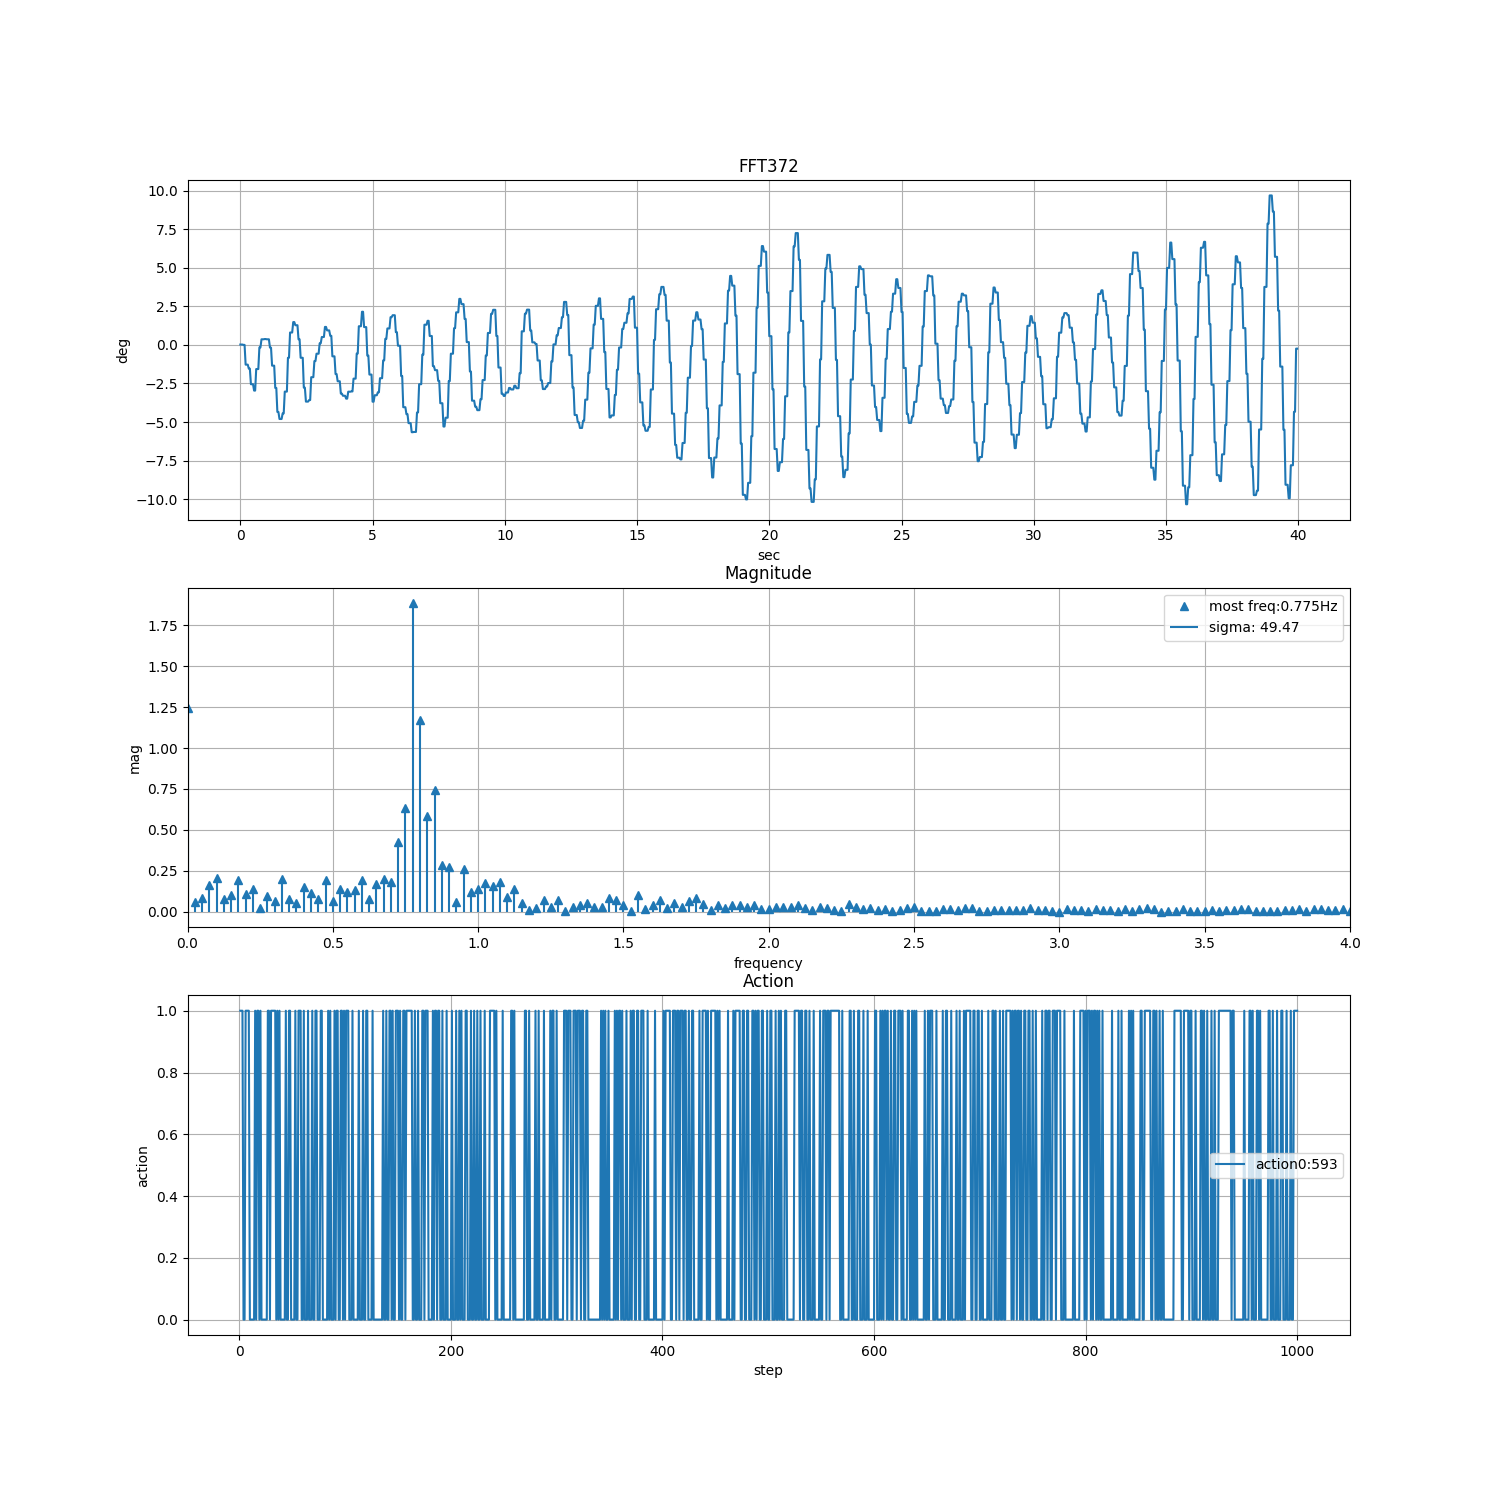 FFT372
10.0
7.5
5.0
2.5
0.0
−2.5
−5.0
−7.5
−10.0
deg
0 5 10 15 20 25 30 35 40
sec
Magnitude
most freq:0.775Hz
sigma: 49.47
1.75
1.50
1.25
1.00
0.75
0.50
0.25
0.00
mag
0.0 0.5 1.0 1.5 2.0 2.5 3.0 3.5 4.0
frequency
Action
1.0
0.8
0.6
0.4
0.2
0.0
action
action0:593
0 200 400 600 800 1000
step